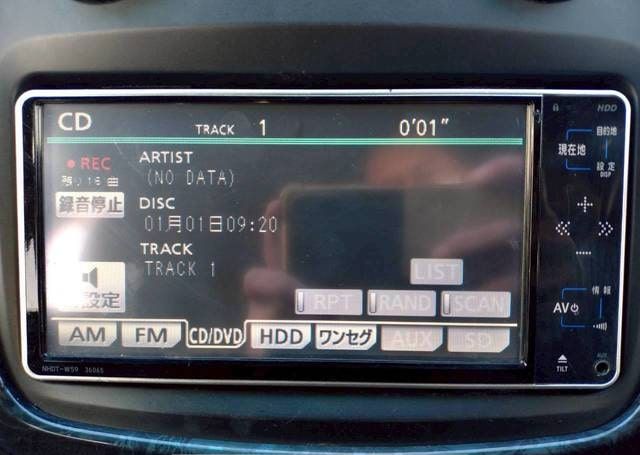 CD TRACK 1 0'01"
HDD
REC
ARTIST
(NO DATA)
録音停止
DISC
01月01日09:20
TRACK
TRACK 1
設定
LIST
RPT RAND SCAN
AM FM CD/DVD HDD ワンセグ AUX SD
目的地
現在地
設定
DISP
情報
AV
TILT
AUX
NHDT-W59